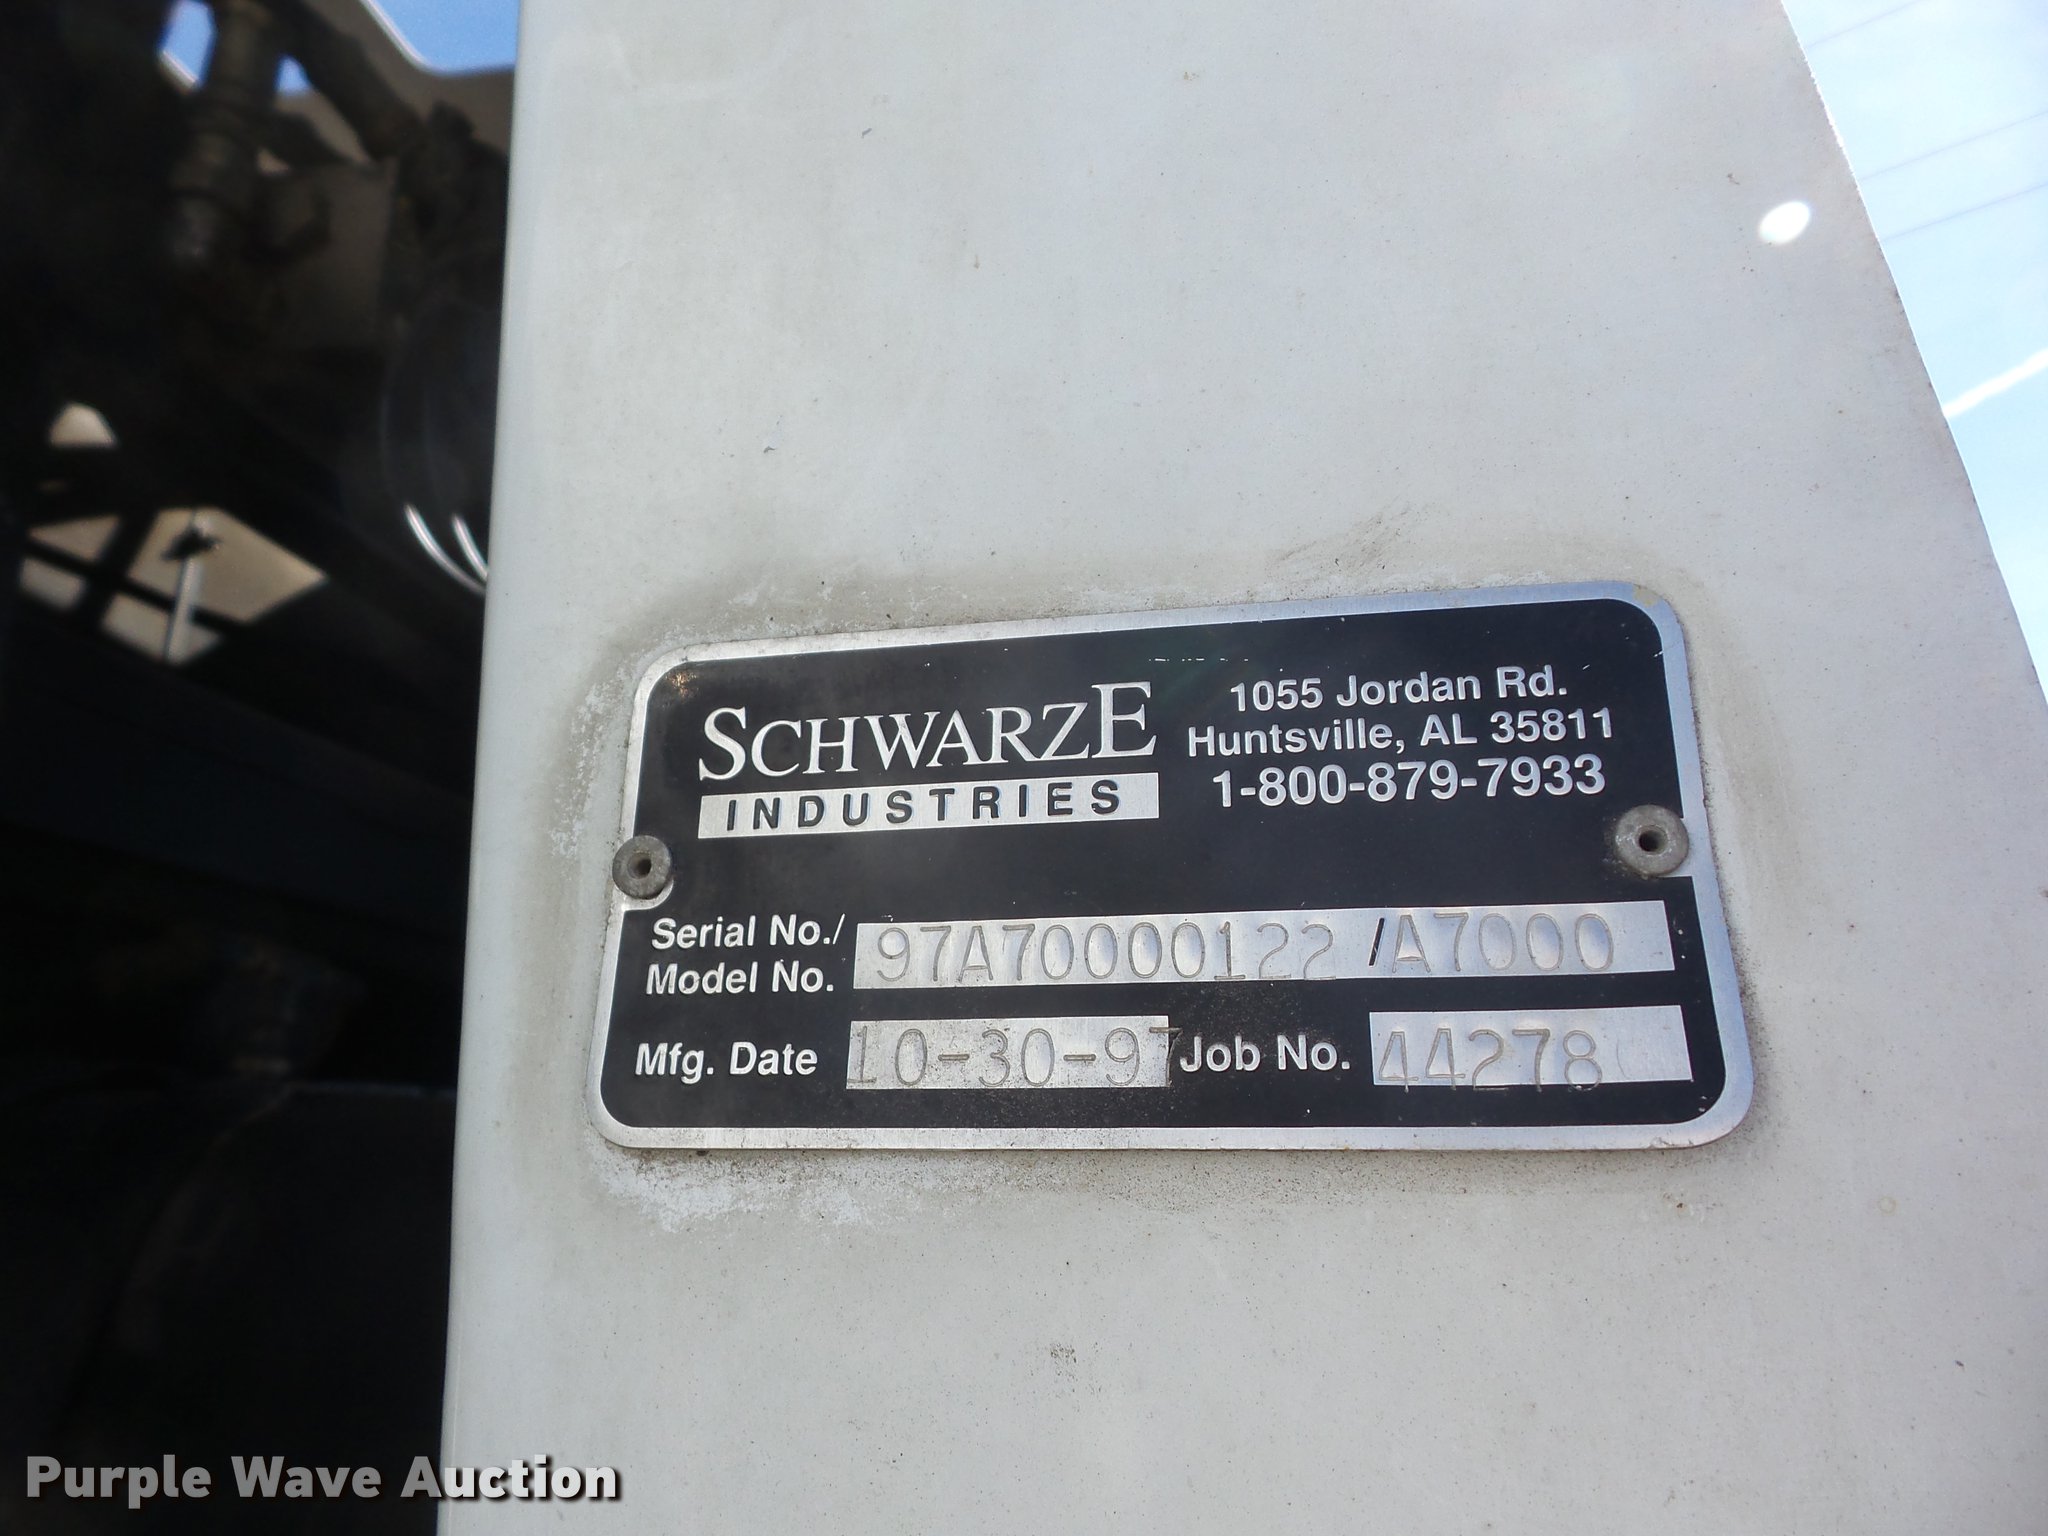 SCHWARZE
INDUSTRIES
1055 Jordan Rd.
Huntsville, AL 35811
1-800-879-7933
Serial No./
Model No.
97A70000122/A7000
Mfg. Date 10-30-97 Job No. 44278
Purple Wave Auction